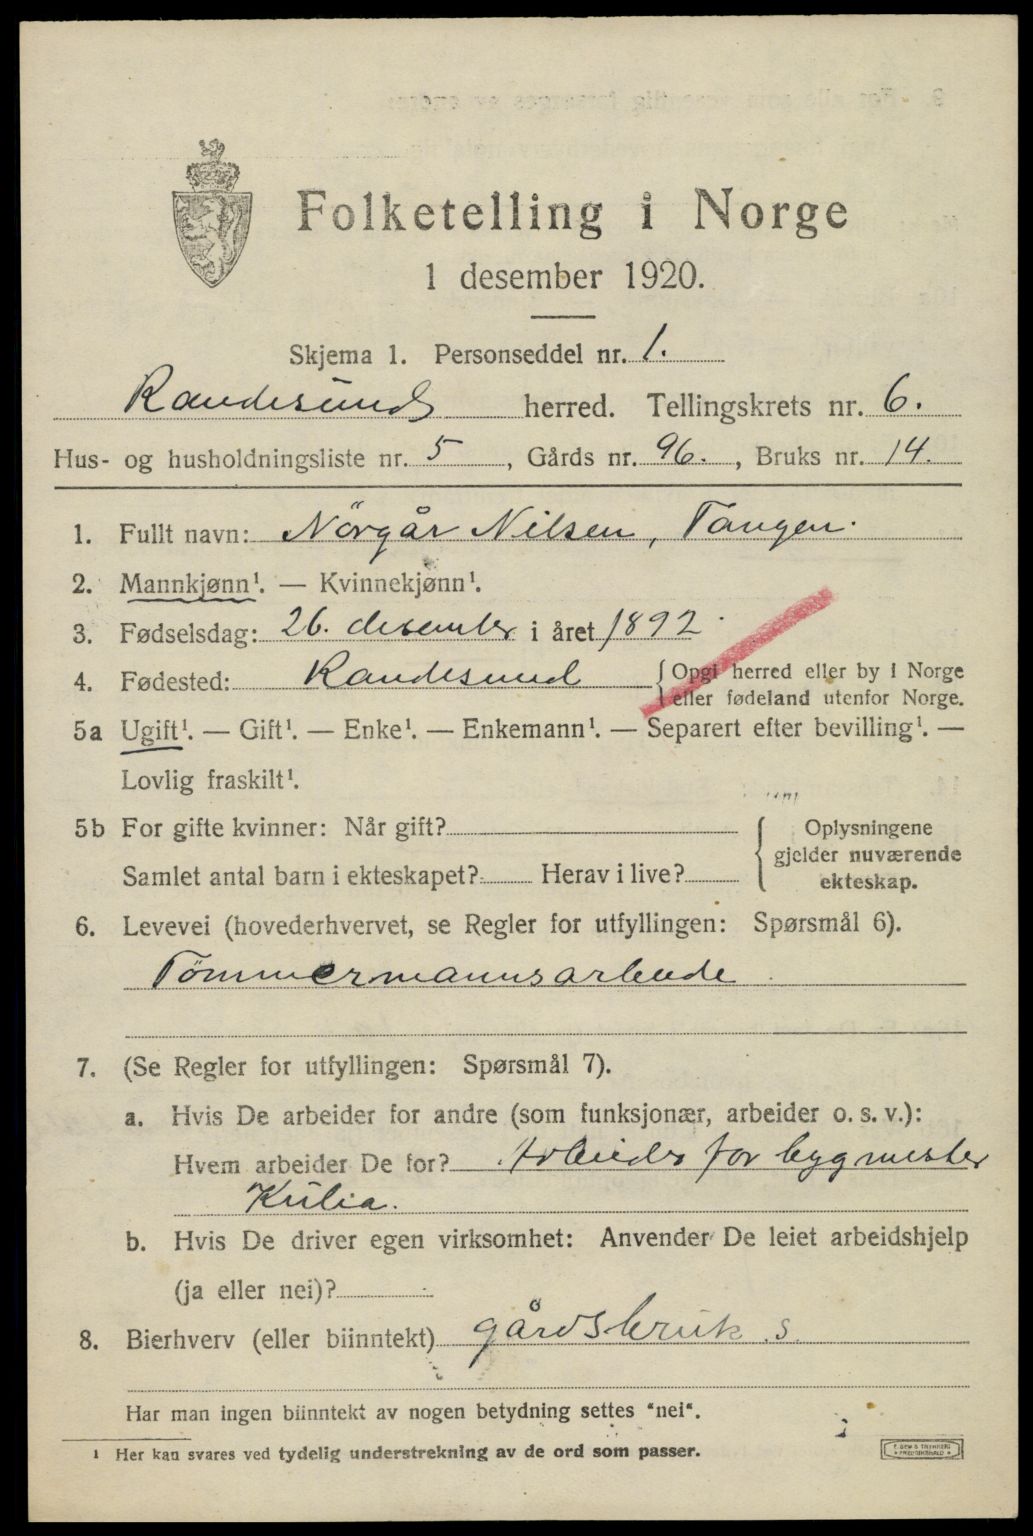 Folketelling i Norge
1 desember 1920.
Skjema 1. Personseddel nr. 1.
Randesund herred. Tellingskrets nr. 6.
Hus- og husholdningsliste nr. 5, Gårds nr. 96., Bruks nr. 14.
1. Fullt navn: Nörgår Nilsen, Tangen.
2. Mannkjønn¹. — Kvinnekjønn¹.
3. Fødselsdag: 26. desember i året 1892.
4. Fødested: Randesund { Opgi herred eller by i Norge
eller fødeland utenfor Norge.
5a Ugift¹. — Gift¹. — Enke¹. — Enkemann¹. — Separert efter bevilling¹. —
Lovlig fraskilt¹.
5b For gifte kvinner: Når gift?
Samlet antal barn i ekteskapet? Herav i live?
{ Oplysningene
gjelder nuværende
ekteskap.
6. Levevei (hovederhvervet, se Regler for utfyllingen: Spørsmål 6).
Tömmermannsarbeide
7. (Se Regler for utfyllingen: Spørsmål 7).
a. Hvis De arbeider for andre (som funksjonær, arbeider o. s. v.):
Hvem arbeider De for? Arbeider for bygmester
Kulia.
b. Hvis De driver egen virksomhet: Anvender De leiet arbeidshjelp
(ja eller nei)?
8. Bierhverv (eller biinntekt) gårdsbruk s.
Har man ingen biinntekt av nogen betydning settes "nei".
¹ Her kan svares ved tydelig understrekning av de ord som passer.